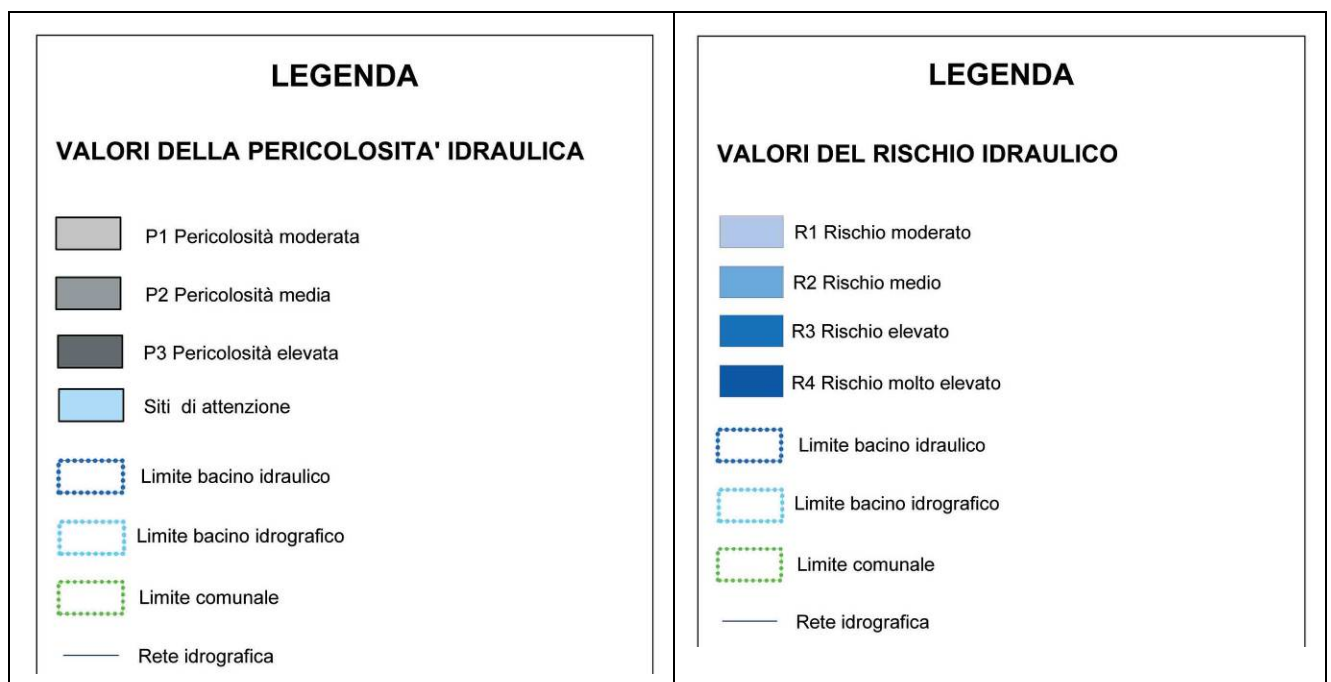 LEGENDA
VALORI DELLA PERICOLOSITA' IDRAULICA
P1 Pericolosità moderata
P2 Pericolosità media
P3 Pericolosità elevata
Siti di attenzione
Limite bacino idraulico
Limite bacino idrografico
Limite comunale
Rete idrografica
LEGENDA
VALORI DEL RISCHIO IDRAULICO
R1 Rischio moderato
R2 Rischio medio
R3 Rischio elevato
R4 Rischio molto elevato
Limite bacino idraulico
Limite bacino idrografico
Limite comunale
Rete idrografica